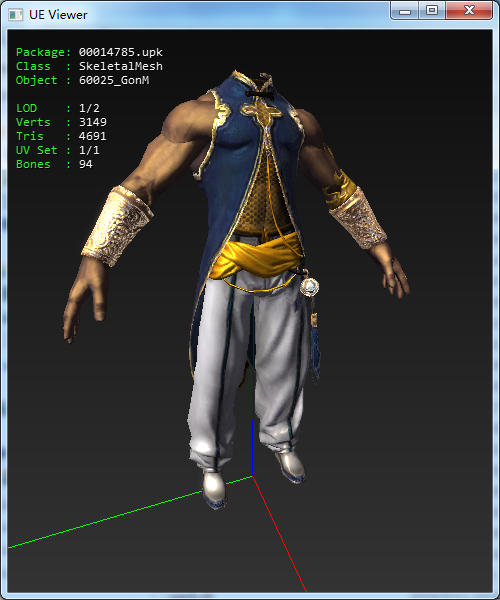 UE Viewer
Package: 00014785.upk
Class  : SkeletalMesh
Object : 60025_GonM
LOD    : 1/2
Verts  : 3149
Tris   : 4691
UV Set : 1/1
Bones  : 94